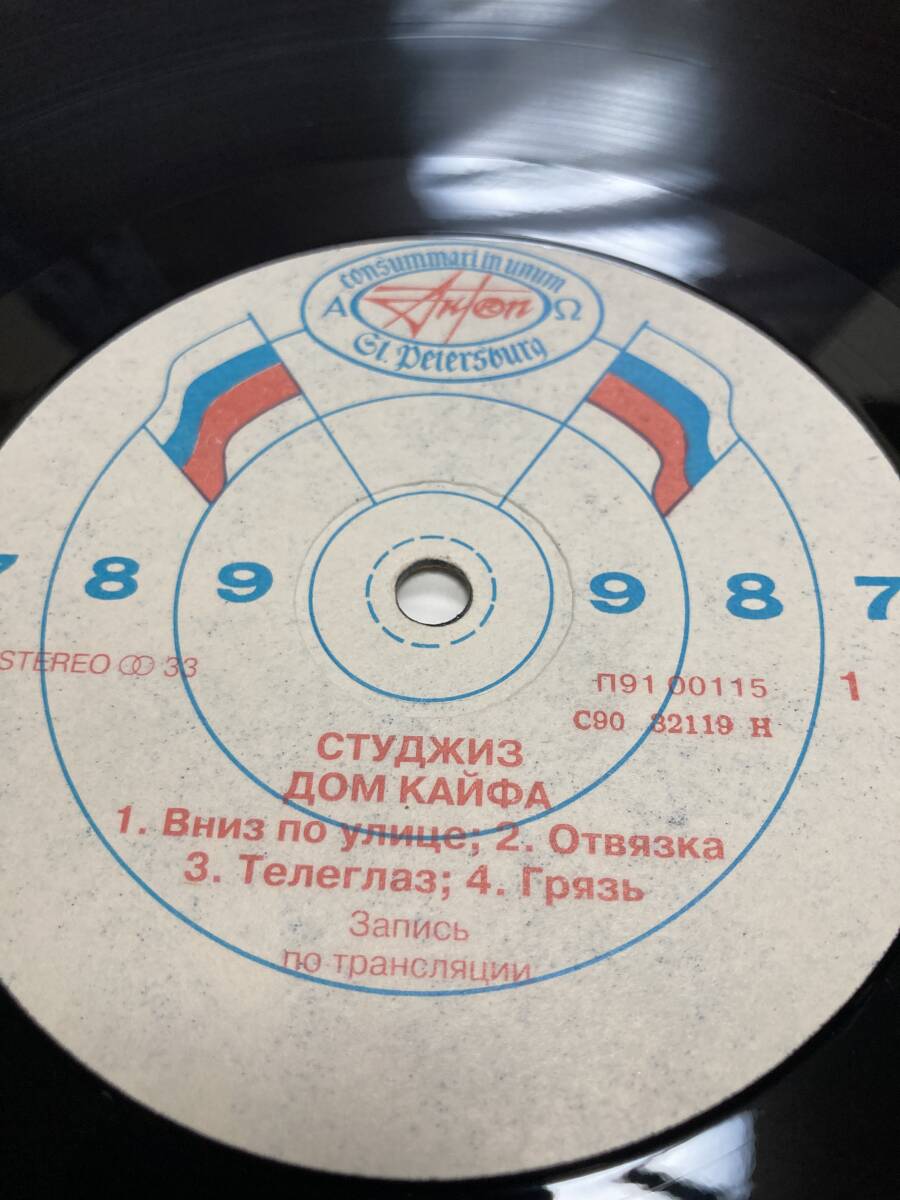 consummari in unum
Α Антоп Ω
St. Petersburg
7 8 9 9 8 7
STEREO 33
П91 00115 1
С90 32119 Н
СТУДЖИЗ
ДОМ КАЙФА
1. Вниз по улице; 2. Отвязка
3. Телеглаз; 4. Грязь
Запись
по трансляции